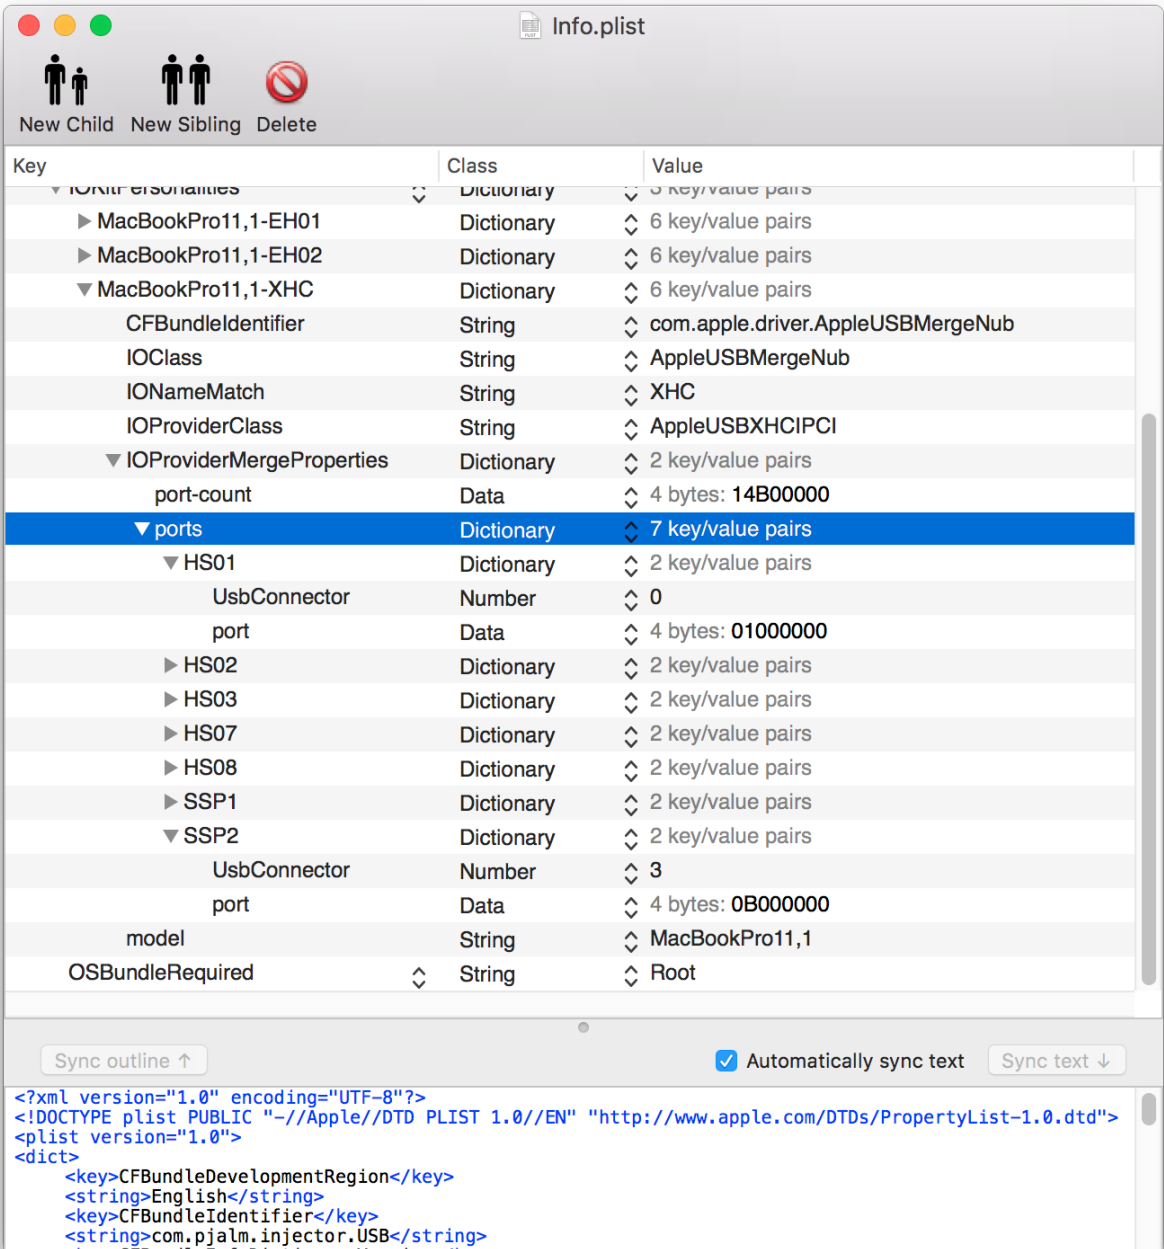 Info.plist
New Child New Sibling Delete
Key Class Value
IOKitPersonalities Dictionary 3 key/value pairs
MacBookPro11,1-EH01 Dictionary 6 key/value pairs
MacBookPro11,1-EH02 Dictionary 6 key/value pairs
MacBookPro11,1-XHC Dictionary 6 key/value pairs
CFBundleIdentifier String com.apple.driver.AppleUSBMergeNub
IOClass String AppleUSBMergeNub
IONameMatch String XHC
IOProviderClass String AppleUSBXHCIPCI
IOProviderMergeProperties Dictionary 2 key/value pairs
port-count Data 4 bytes: 14B00000
ports Dictionary 7 key/value pairs
HS01 Dictionary 2 key/value pairs
UsbConnector Number 0
port Data 4 bytes: 01000000
HS02 Dictionary 2 key/value pairs
HS03 Dictionary 2 key/value pairs
HS07 Dictionary 2 key/value pairs
HS08 Dictionary 2 key/value pairs
SSP1 Dictionary 2 key/value pairs
SSP2 Dictionary 2 key/value pairs
UsbConnector Number 3
port Data 4 bytes: 0B000000
model String MacBookPro11,1
OSBundleRequired String Root
Sync outline ↑ Automatically sync text Sync text ↓
<?xml version="1.0" encoding="UTF-8"?>
<!DOCTYPE plist PUBLIC "-//Apple//DTD PLIST 1.0//EN" "http://www.apple.com/DTDs/PropertyList-1.0.dtd">
<plist version="1.0">
<dict>
<key>CFBundleDevelopmentRegion</key>
<string>English</string>
<key>CFBundleIdentifier</key>
<string>com.pjalm.injector.USB</string>